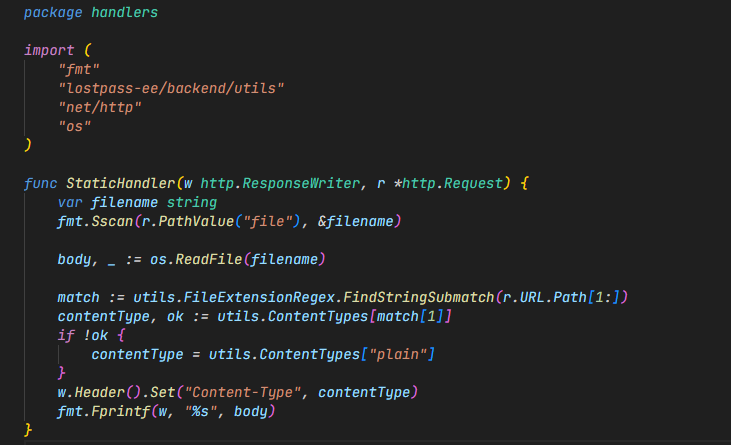 package handlers
import (
"fmt"
"lostpass-ee/backend/utils"
"net/http"
"os"
)
func StaticHandler(w http.ResponseWriter, r *http.Request) {
var filename string
fmt.Sscan(r.PathValue("file"), &filename)
body, _ := os.ReadFile(filename)
match := utils.FileExtensionRegex.FindStringSubmatch(r.URL.Path[1:])
contentType, ok := utils.ContentTypes[match[1]]
if !ok {
contentType = utils.ContentTypes["plain"]
}
w.Header().Set("Content-Type", contentType)
fmt.Fprintf(w, "%s", body)
}